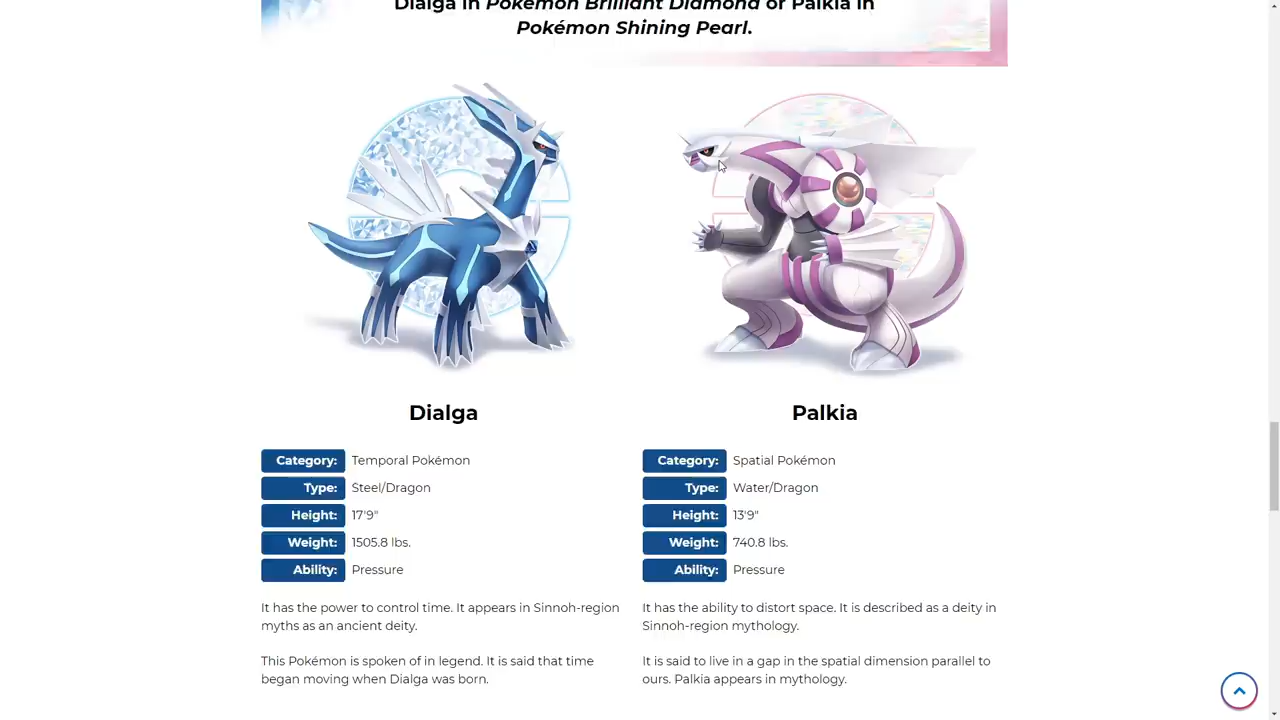 Dialga in Pokémon Brilliant Diamond or Palkia in
Pokémon Shining Pearl.
Dialga
Category: Temporal Pokémon
Type: Steel/Dragon
Height: 17'9"
Weight: 1505.8 lbs.
Ability: Pressure
It has the power to control time. It appears in Sinnoh-region
myths as an ancient deity.
This Pokémon is spoken of in legend. It is said that time
began moving when Dialga was born.
Palkia
Category: Spatial Pokémon
Type: Water/Dragon
Height: 13'9"
Weight: 740.8 lbs.
Ability: Pressure
It has the ability to distort space. It is described as a deity in
Sinnoh-region mythology.
It is said to live in a gap in the spatial dimension parallel to
ours. Palkia appears in mythology.